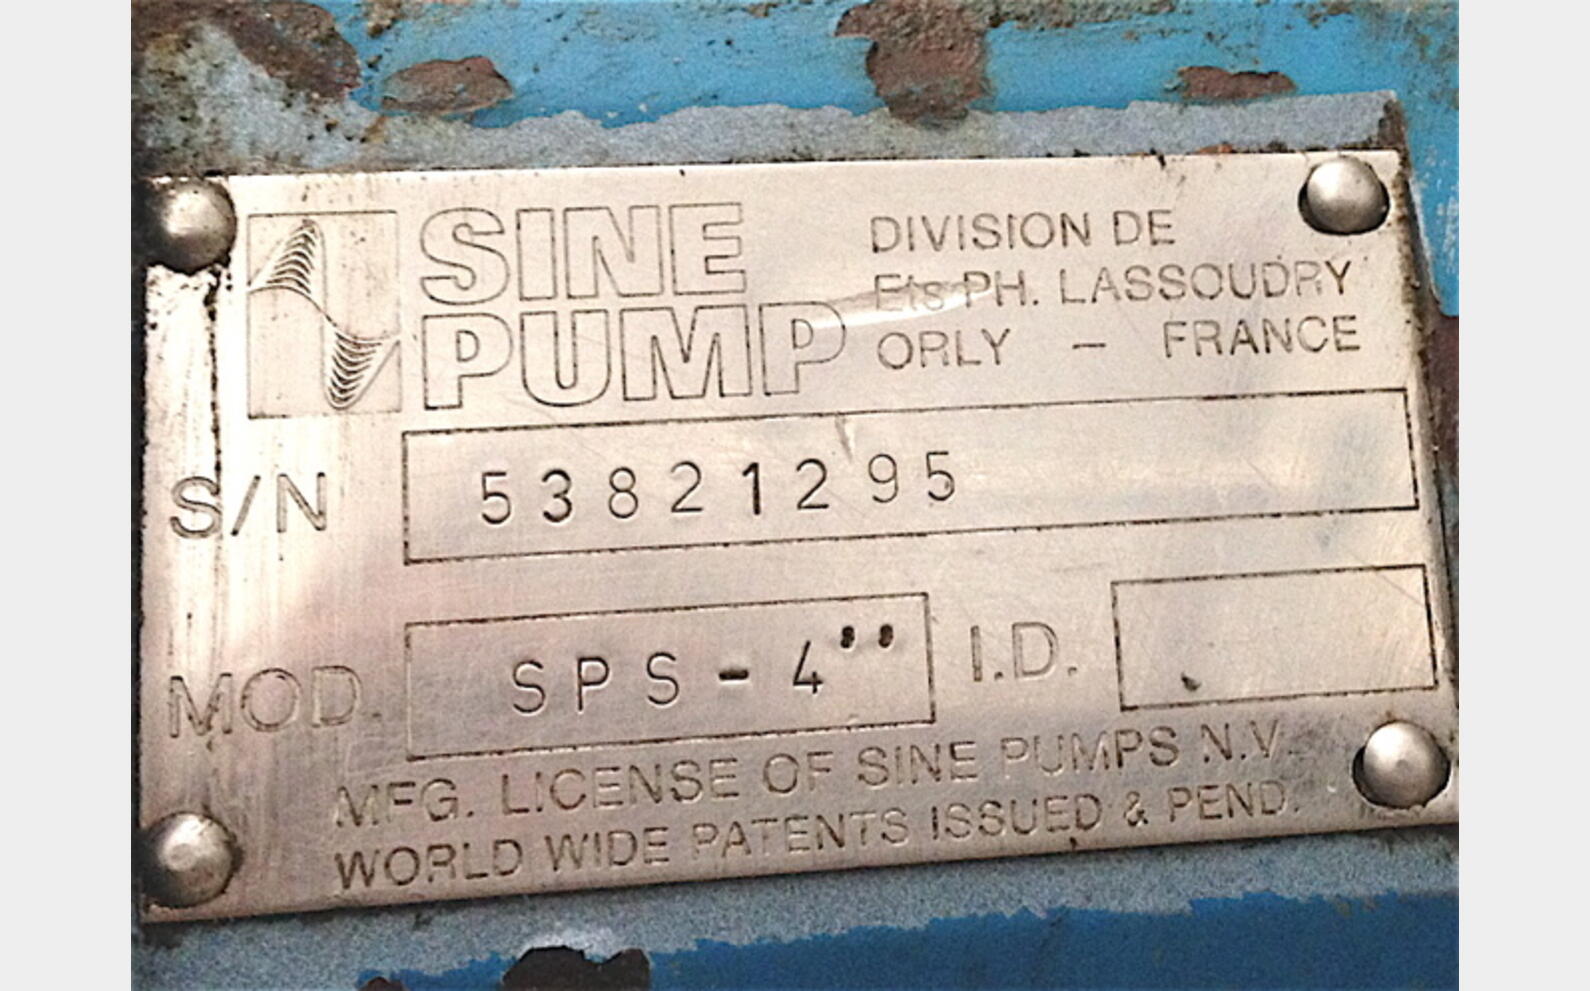 SINE
PUMP
DIVISION DE
Ets PH. LASSOUDRY
ORLY - FRANCE
S/N 53821295
MOD. SPS-4" I.D.
MFG. LICENSE OF SINE PUMPS N.V.
WORLD WIDE PATENTS ISSUED & PEND.